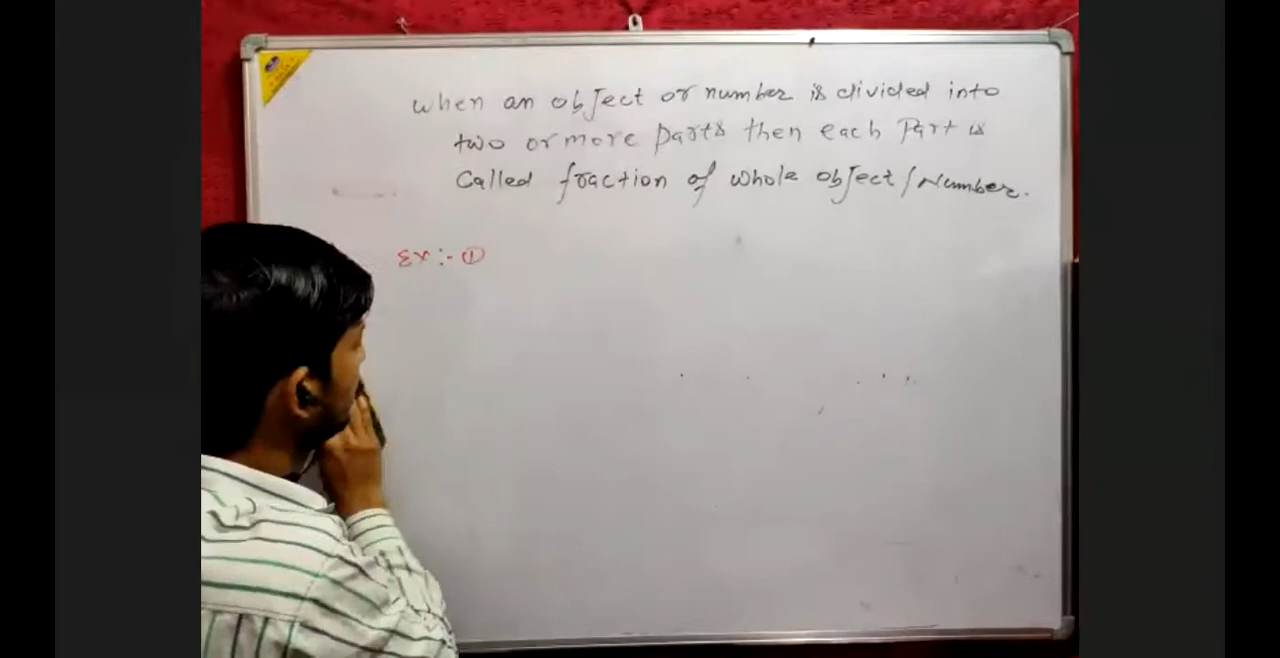 when an object or number is divided into
two or more parts then each part is
called fraction of whole object / Number.
Ex :- ①